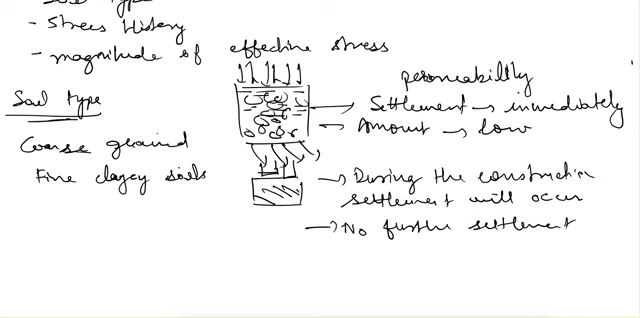 - Stress History
- magnitude of effective stress
Soil type
Coarse grained
Fine clayey soils
permeability
Settlement → immediately
→ Amount → low
→ During the construction
settlement will occur
→ No further settlement